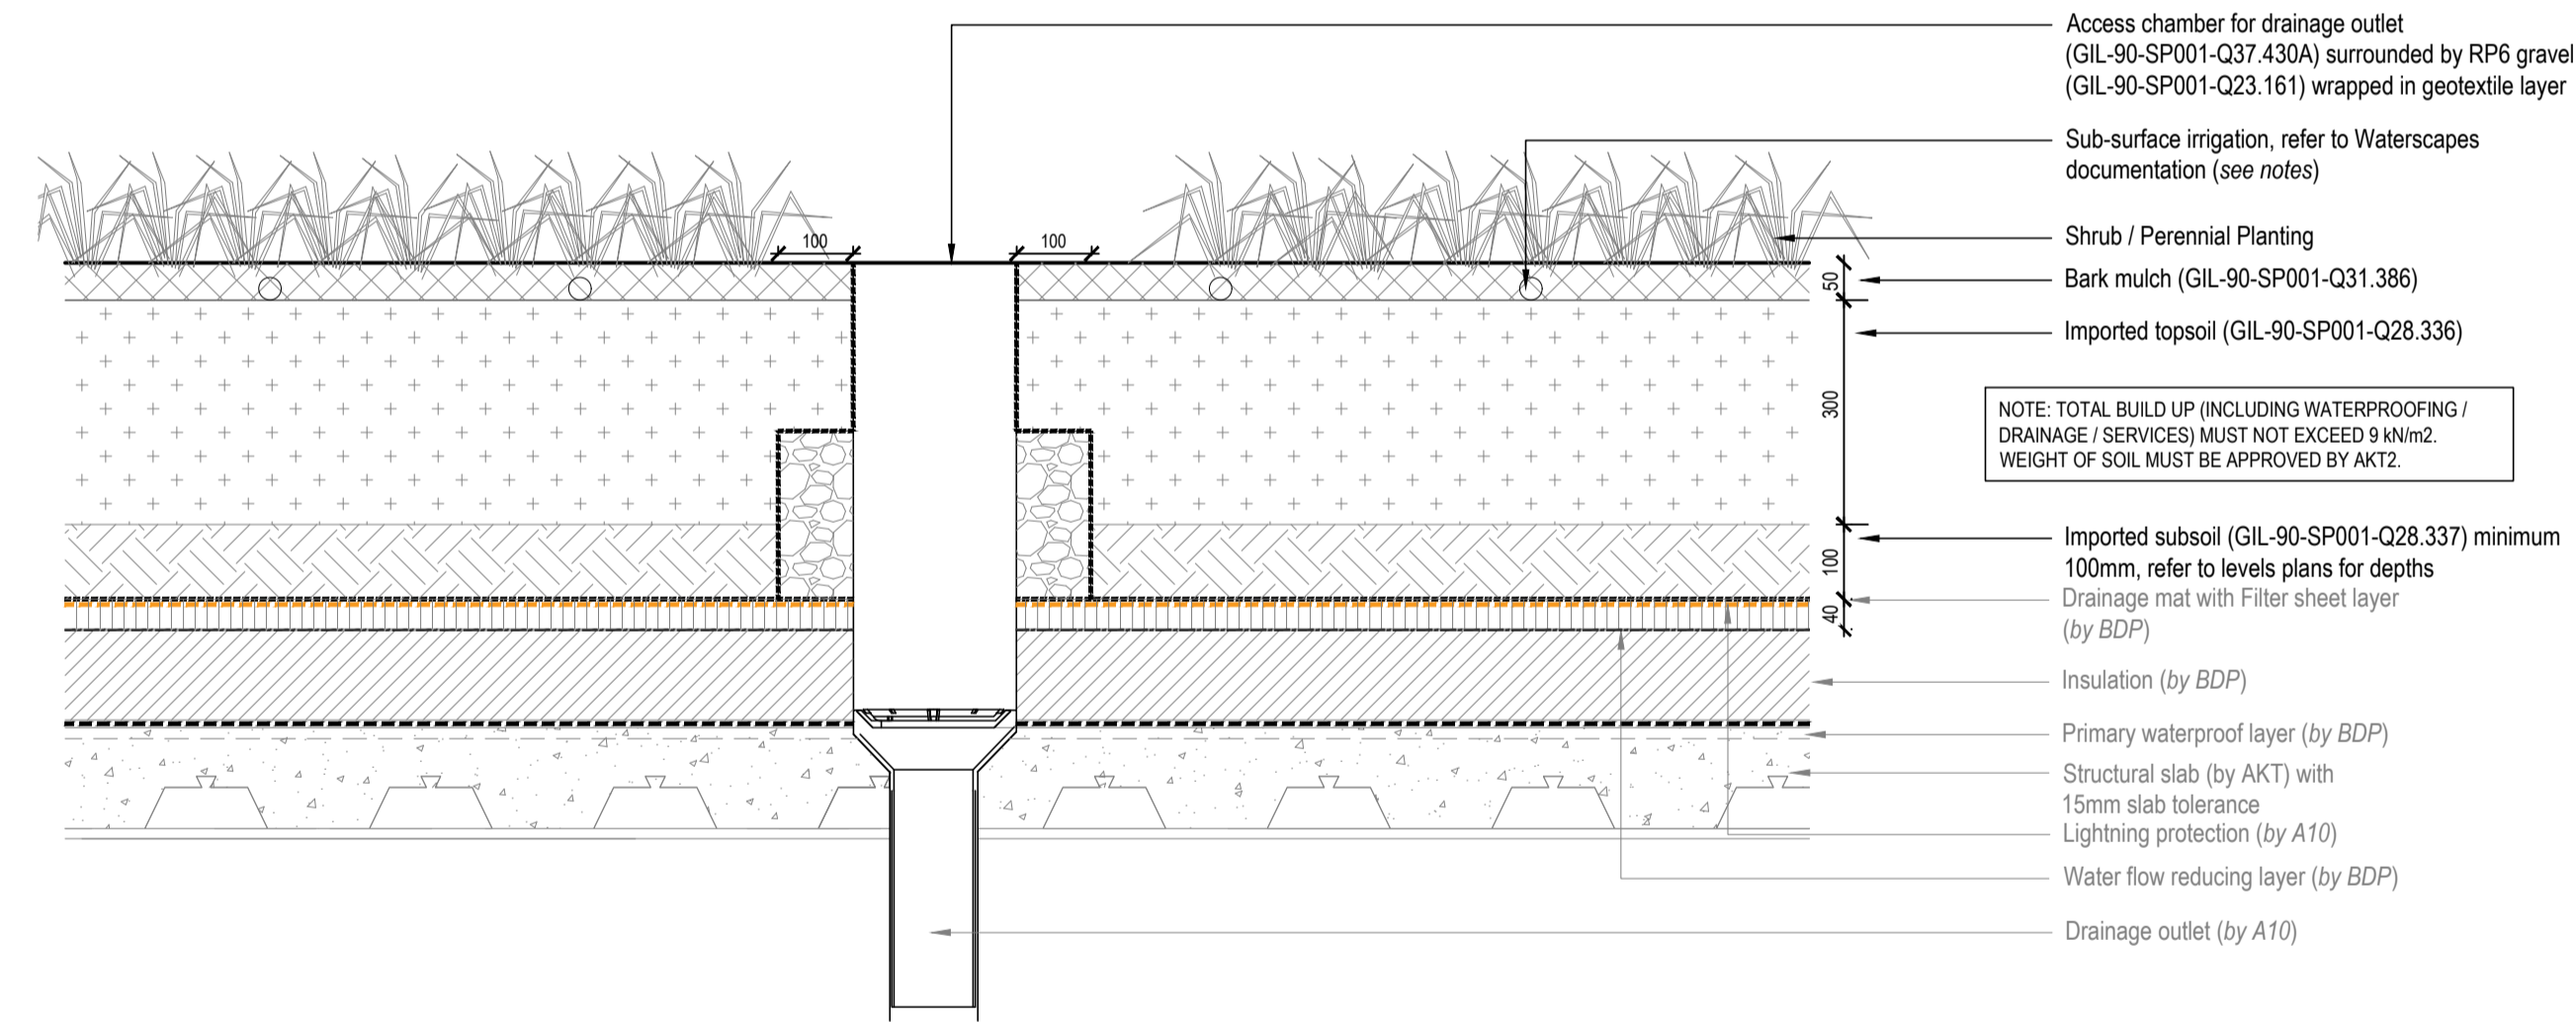 Access chamber for drainage outlet
(GIL-90-SP001-Q37.430A) surrounded by RP6 gravel
(GIL-90-SP001-Q23.161) wrapped in geotextile layer
Sub-surface irrigation, refer to Waterscapes
documentation (see notes)
Shrub / Perennial Planting
100
100
Bark mulch (GIL-90-SP001-Q31.386)
50
Imported topsoil (GIL-90-SP001-Q28.336)
300
NOTE: TOTAL BUILD UP (INCLUDING WATERPROOFING /
DRAINAGE / SERVICES) MUST NOT EXCEED 9 kN/m2.
WEIGHT OF SOIL MUST BE APPROVED BY AKT2.
Imported subsoil (GIL-90-SP001-Q28.337) minimum
100mm, refer to levels plans for depths
100
Drainage mat with Filter sheet layer
(by BDP)
40
Insulation (by BDP)
Primary waterproof layer (by BDP)
Structural slab (by AKT) with
15mm slab tolerance
Lightning protection (by A10)
Water flow reducing layer (by BDP)
Drainage outlet (by A10)